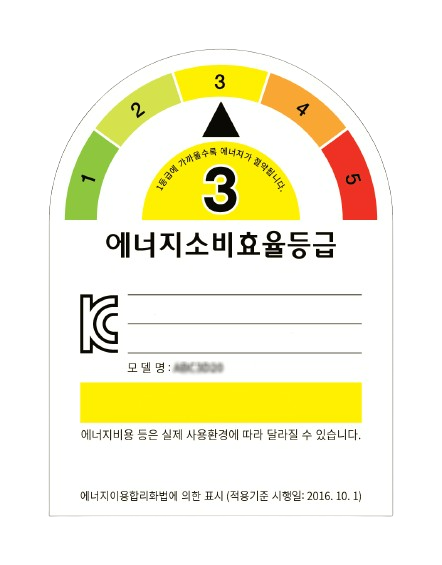 1
2
3
4
5
1등급에 가까울수록 에너지가 절약됩니다.
3
에너지소비효율등급
모 델 명 :
에너지비용 등은 실제 사용환경에 따라 달라질 수 있습니다.
에너지이용합리화법에 의한 표시 (적용기준 시행일: 2016. 10. 1)